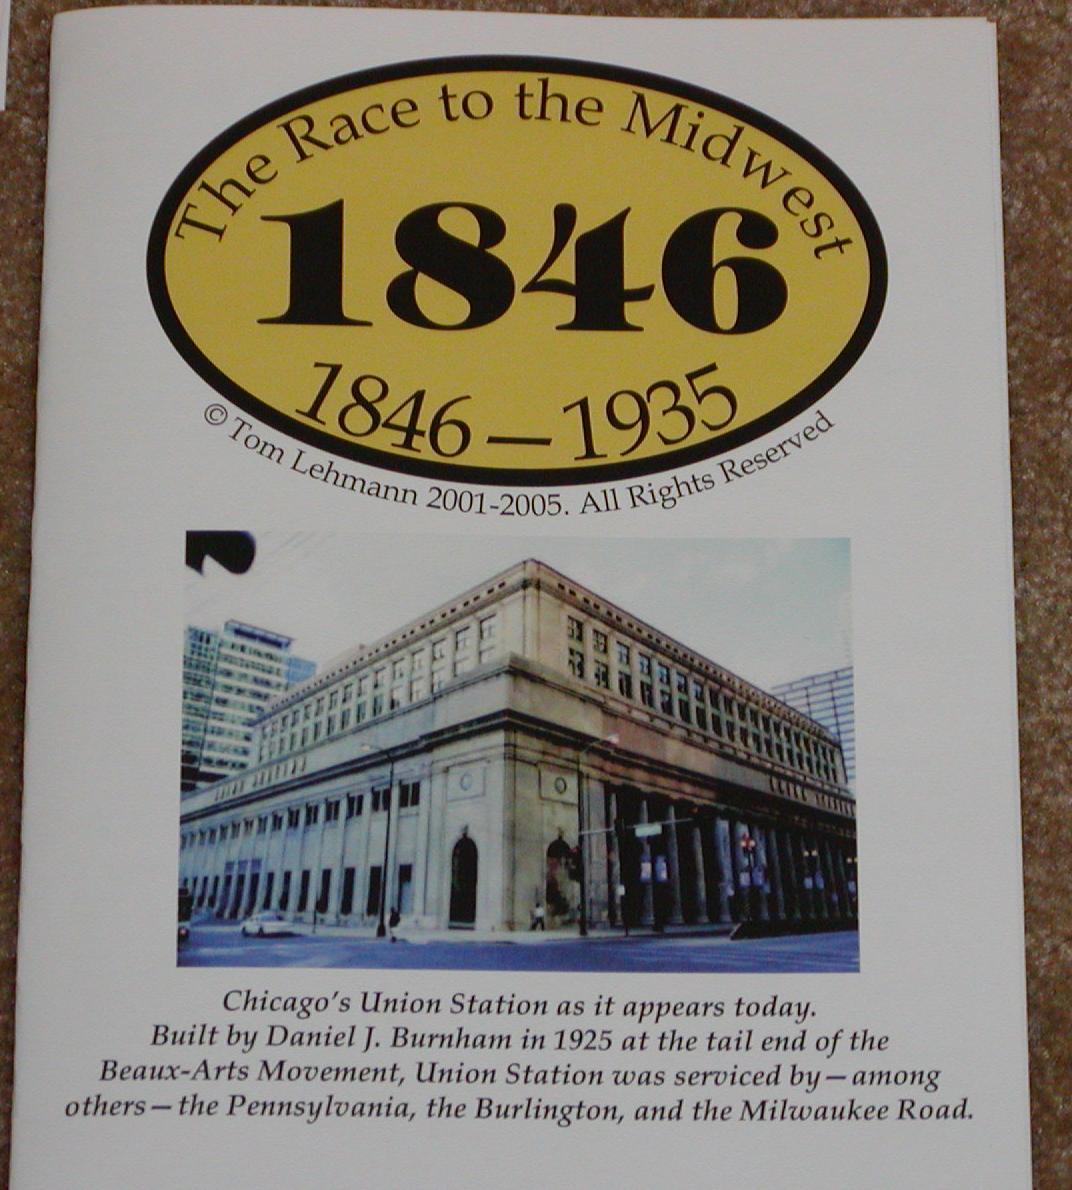 The Race to the Midwest
1846
1846 – 1935
© Tom Lehmann 2001-2005. All Rights Reserved
Chicago's Union Station as it appears today.
Built by Daniel J. Burnham in 1925 at the tail end of the
Beaux-Arts Movement, Union Station was serviced by—among
others—the Pennsylvania, the Burlington, and the Milwaukee Road.